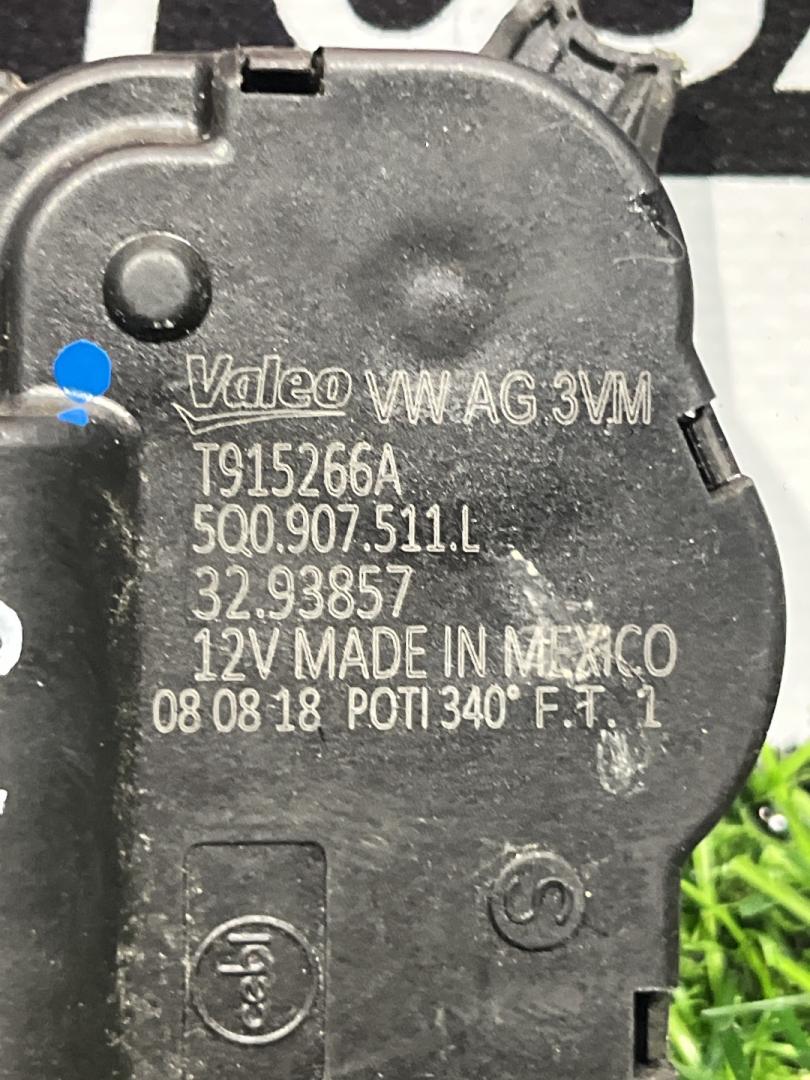 Valeo VW AG 3VM
T915266A
5Q0.907.511.L
32.93857
12V MADE IN MEXICO
08 08 18 POTI 340° F.T. 1
S
cebi